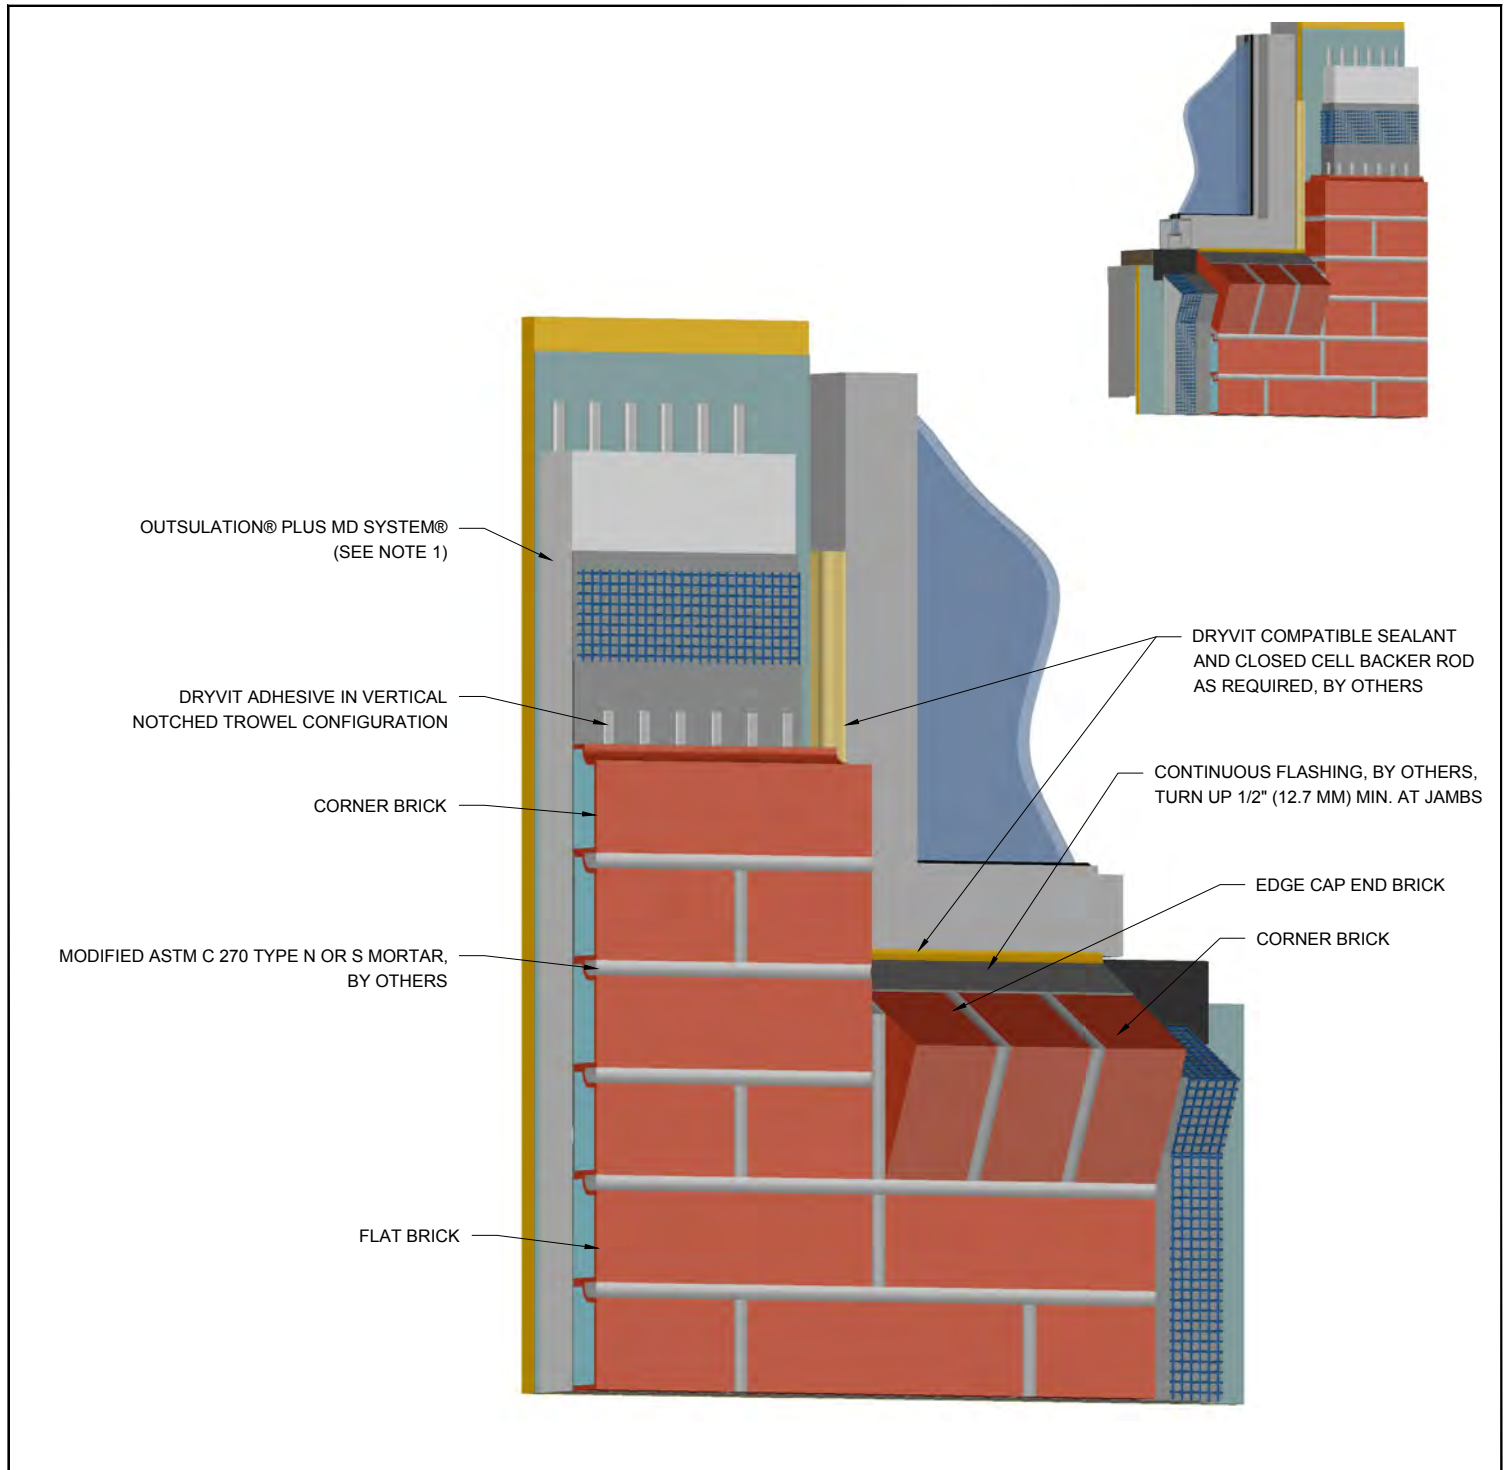 OUTSULATION® PLUS MD SYSTEM®
(SEE NOTE 1)
DRYVIT ADHESIVE IN VERTICAL
NOTCHED TROWEL CONFIGURATION
CORNER BRICK
MODIFIED ASTM C 270 TYPE N OR S MORTAR,
BY OTHERS
FLAT BRICK
DRYVIT COMPATIBLE SEALANT
AND CLOSED CELL BACKER ROD
AS REQUIRED, BY OTHERS
CONTINUOUS FLASHING, BY OTHERS,
TURN UP 1/2" (12.7 MM) MIN. AT JAMBS
EDGE CAP END BRICK
CORNER BRICK